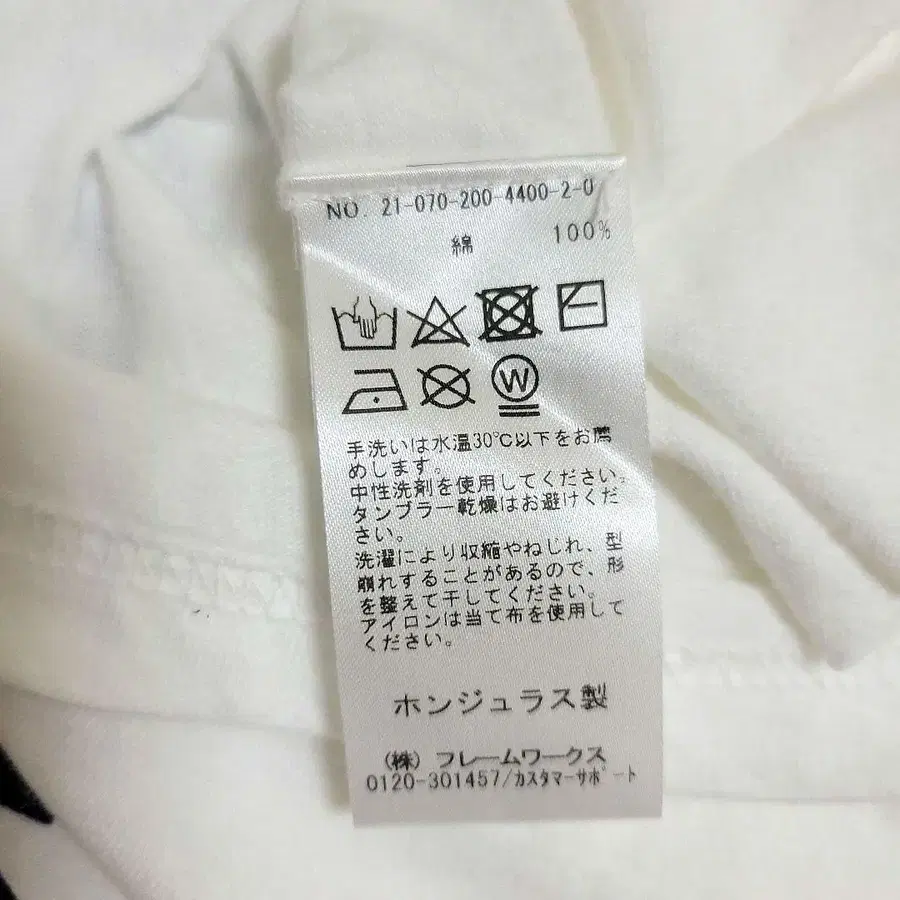 NO. 21-070-200-4400-2-0
綿 100%
W
手洗いは水温30℃以下をお薦
めします。
中性洗剤を使用してください。
タンブラー乾燥はお避けくだ
さい。
洗濯により収縮やねじれ、型
崩れすることがあるので、形
を整えて干してください。
アイロンは当て布を使用して
ください。
ホンジュラス製
(株) フレームワークス
0120-301457/カスタマーサポート